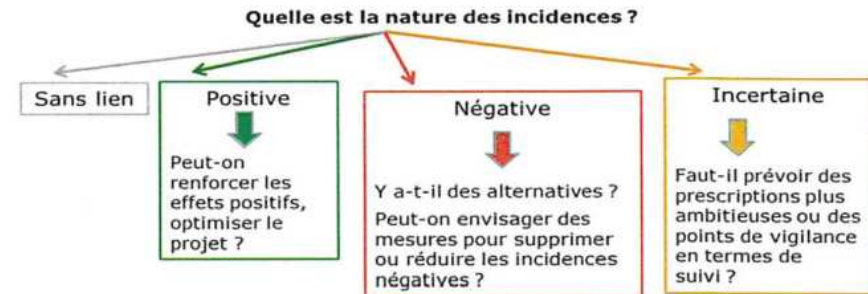 Quelle est la nature des incidences ?
Sans lien
Positive
Peut-on
renforcer les
effets positifs,
optimiser le
projet ?
Négative
Y a-t-il des alternatives ?
Peut-on envisager des
mesures pour supprimer
ou réduire les incidences
négatives ?
Incertaine
Faut-il prévoir des
prescriptions plus
ambitieuses ou des
points de vigilance
en termes de
suivi ?